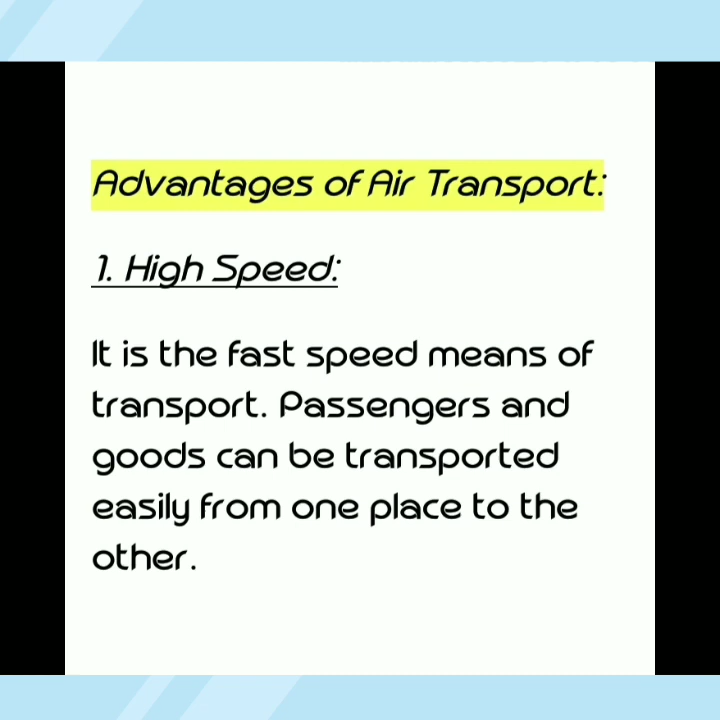 Advantages of Air Transport:
1. High Speed:
It is the fast speed means of
transport. Passengers and
goods can be transported
easily from one place to the
other.